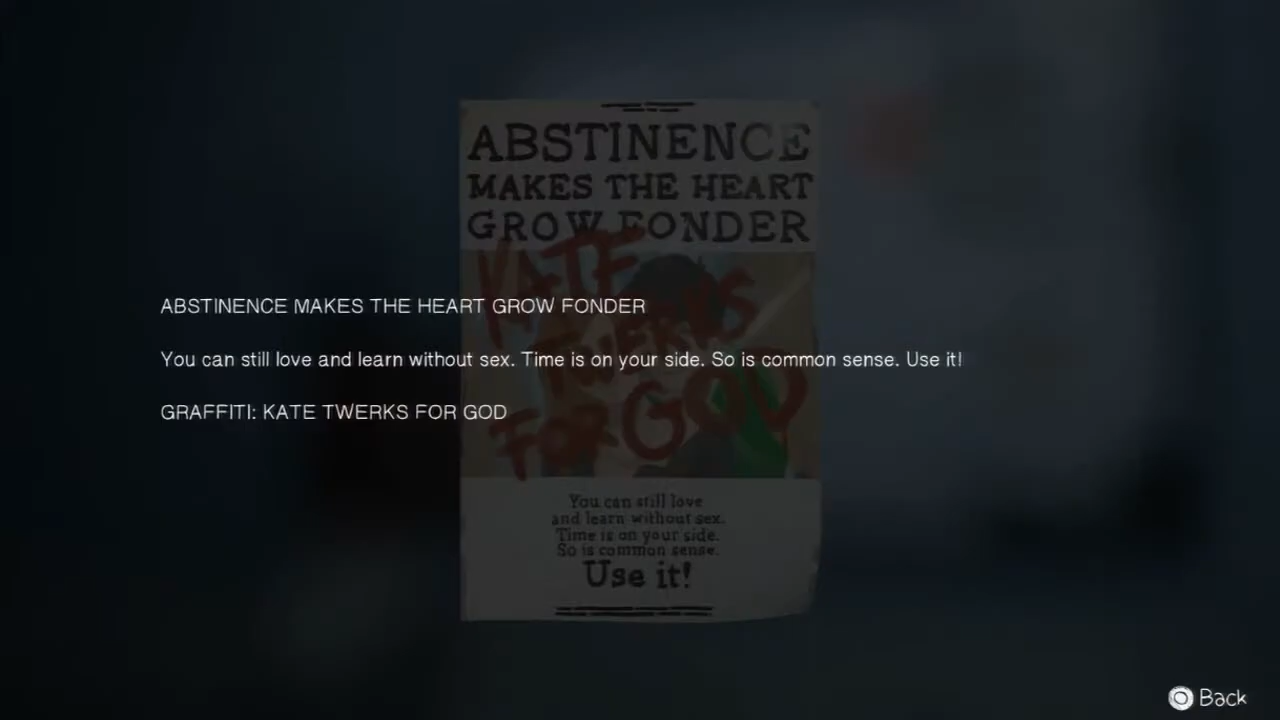 ABSTINENCE
MAKES THE HEART
GROW FONDER
KATE
TWERKS
FOR GOD
ABSTINENCE MAKES THE HEART GROW FONDER
You can still love and learn without sex. Time is on your side. So is common sense. Use it!
GRAFFITI: KATE TWERKS FOR GOD
You can still love
and learn without sex.
Time is on your side.
So is common sense.
Use it!
Back